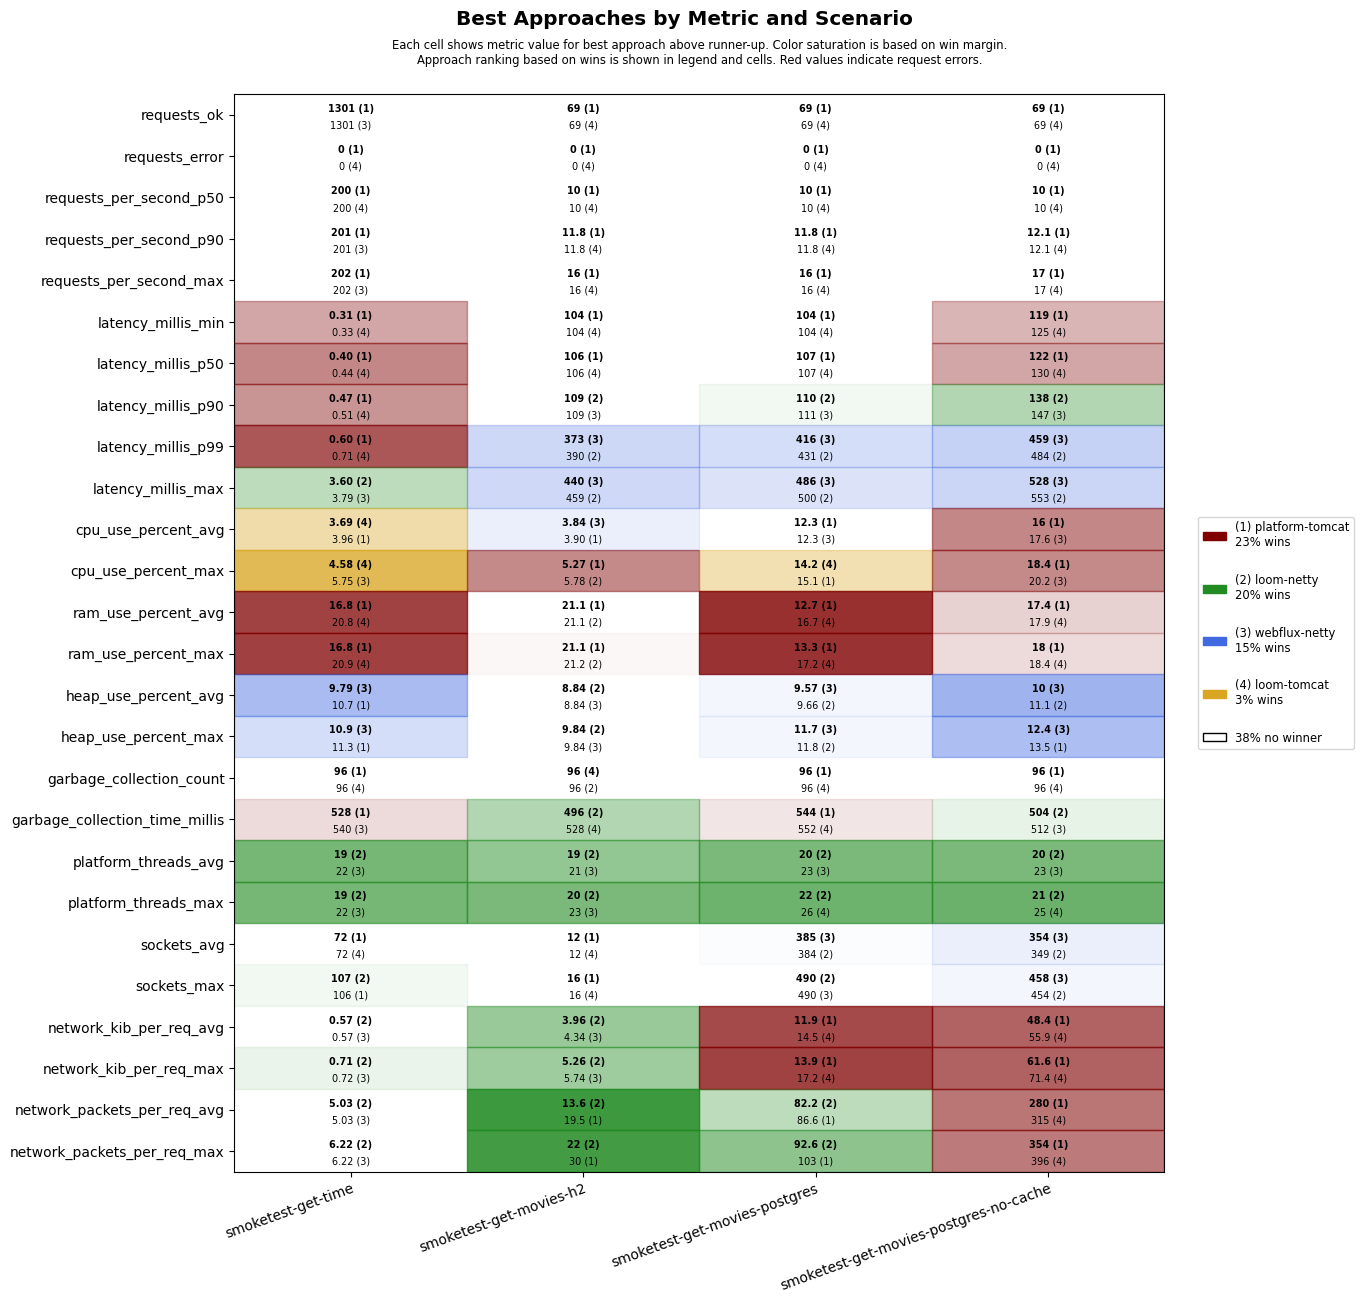 Best Approaches by Metric and Scenario
Each cell shows metric value for best approach above runner-up. Color saturation is based on win margin.
Approach ranking based on wins is shown in legend and cells. Red values indicate request errors.
requests_ok
1301 (1) 69 (1) 69 (1) 69 (1)
1301 (3) 69 (4) 69 (4) 69 (4)
requests_error
0 (1) 0 (1) 0 (1) 0 (1)
0 (4) 0 (4) 0 (4) 0 (4)
requests_per_second_p50
200 (1) 10 (1) 10 (1) 10 (1)
200 (4) 10 (4) 10 (4) 10 (4)
requests_per_second_p90
201 (1) 11.8 (1) 11.8 (1) 12.1 (1)
201 (3) 11.8 (4) 11.8 (4) 12.1 (4)
requests_per_second_max
202 (1) 16 (1) 16 (1) 17 (1)
202 (3) 16 (4) 16 (4) 17 (4)
latency_millis_min
0.31 (1) 104 (1) 104 (1) 119 (1)
0.33 (4) 104 (4) 104 (4) 125 (4)
latency_millis_p50
0.40 (1) 106 (1) 107 (1) 122 (1)
0.44 (4) 106 (4) 107 (4) 130 (4)
latency_millis_p90
0.47 (1) 109 (2) 110 (2) 138 (2)
0.51 (4) 109 (3) 111 (3) 147 (3)
latency_millis_p99
0.60 (1) 373 (3) 416 (3) 459 (3)
0.71 (4) 390 (2) 431 (2) 484 (2)
latency_millis_max
3.60 (2) 440 (3) 486 (3) 528 (3)
3.79 (3) 459 (2) 500 (2) 553 (2)
cpu_use_percent_avg
3.69 (4) 3.84 (3) 12.3 (1) 16 (1)
3.96 (1) 3.90 (1) 12.3 (3) 17.6 (3)
cpu_use_percent_max
4.58 (4) 5.27 (1) 14.2 (4) 18.4 (1)
5.75 (3) 5.78 (2) 15.1 (1) 20.2 (3)
ram_use_percent_avg
16.8 (1) 21.1 (1) 12.7 (1) 17.4 (1)
20.8 (4) 21.1 (2) 16.7 (4) 17.9 (4)
ram_use_percent_max
16.8 (1) 21.1 (1) 13.3 (1) 18 (1)
20.9 (4) 21.2 (2) 17.2 (4) 18.4 (4)
heap_use_percent_avg
9.79 (3) 8.84 (2) 9.57 (3) 10 (3)
10.7 (1) 8.84 (3) 9.66 (2) 11.1 (2)
heap_use_percent_max
10.9 (3) 9.84 (2) 11.7 (3) 12.4 (3)
11.3 (1) 9.84 (3) 11.8 (2) 13.5 (1)
garbage_collection_count
96 (1) 96 (4) 96 (1) 96 (1)
96 (4) 96 (2) 96 (4) 96 (4)
garbage_collection_time_millis
528 (1) 496 (2) 544 (1) 504 (2)
540 (3) 528 (4) 552 (4) 512 (3)
platform_threads_avg
19 (2) 19 (2) 20 (2) 20 (2)
22 (3) 21 (3) 23 (3) 23 (3)
platform_threads_max
19 (2) 20 (2) 22 (2) 21 (2)
22 (3) 23 (3) 26 (4) 25 (4)
sockets_avg
72 (1) 12 (1) 385 (3) 354 (3)
72 (4) 12 (4) 384 (2) 349 (2)
sockets_max
107 (2) 16 (1) 490 (2) 458 (3)
106 (1) 16 (4) 490 (3) 454 (2)
network_kib_per_req_avg
0.57 (2) 3.96 (2) 11.9 (1) 48.4 (1)
0.57 (3) 4.34 (3) 14.5 (4) 55.9 (4)
network_kib_per_req_max
0.71 (2) 5.26 (2) 13.9 (1) 61.6 (1)
0.72 (3) 5.74 (3) 17.2 (4) 71.4 (4)
network_packets_per_req_avg
5.03 (2) 13.6 (2) 82.2 (2) 280 (1)
5.03 (3) 19.5 (1) 86.6 (1) 315 (4)
network_packets_per_req_max
6.22 (2) 22 (2) 92.6 (2) 354 (1)
6.22 (3) 30 (1) 103 (1) 396 (4)
smoketest-get-time
smoketest-get-movies-h2
smoketest-get-movies-postgres
smoketest-get-movies-postgres-no-cache
(1) platform-tomcat
23% wins
(2) loom-netty
20% wins
(3) webflux-netty
15% wins
(4) loom-tomcat
3% wins
38% no winner